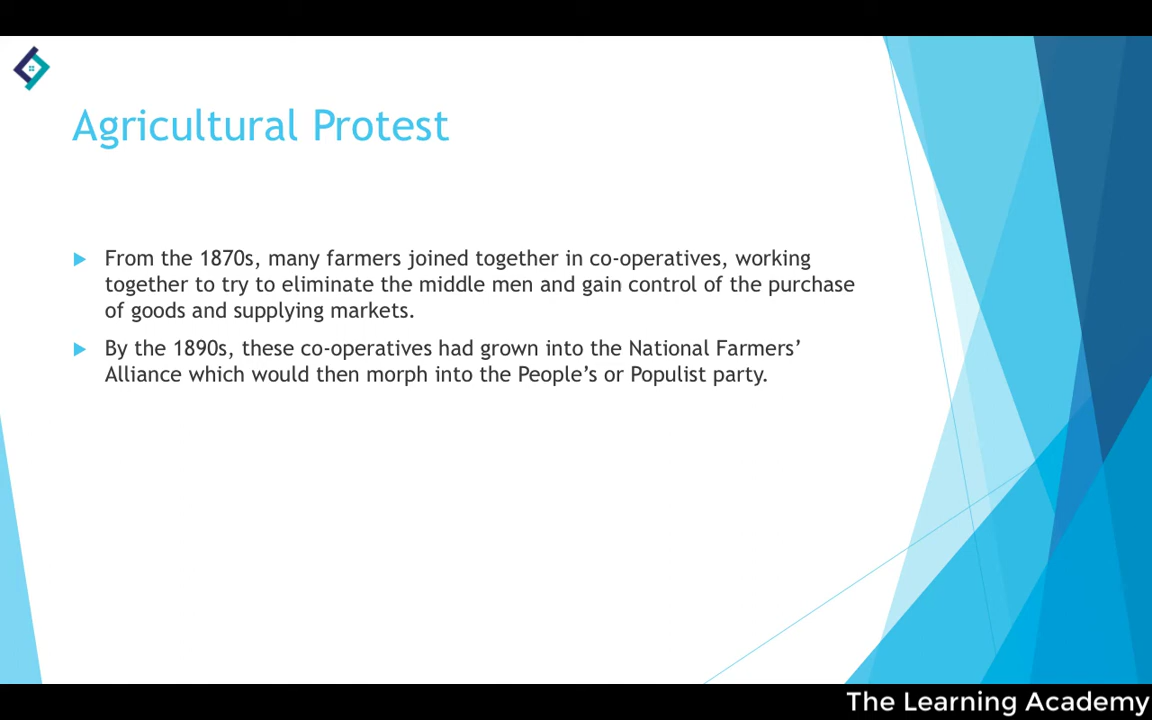 Agricultural Protest
From the 1870s, many farmers joined together in co-operatives, working
together to try to eliminate the middle men and gain control of the purchase
of goods and supplying markets.
By the 1890s, these co-operatives had grown into the National Farmers’
Alliance which would then morph into the People’s or Populist party.
The Learning Academy